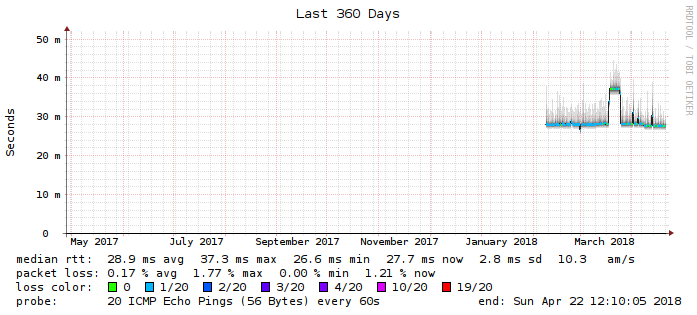 Last 360 Days
RRDTOOL / TOBI OETIKER
Seconds
50 m
40 m
30 m
20 m
10 m
0
May 2017 July 2017 September 2017 November 2017 January 2018 March 2018
median rtt: 28.9 ms avg 37.3 ms max 26.6 ms min 27.7 ms now 2.8 ms sd 10.3 am/s
packet loss: 0.17 % avg 1.77 % max 0.00 % min 1.21 % now
loss color: 0 1/20 2/20 3/20 4/20 10/20 19/20
probe: 20 ICMP Echo Pings (56 Bytes) every 60s end: Sun Apr 22 12:10:05 2018